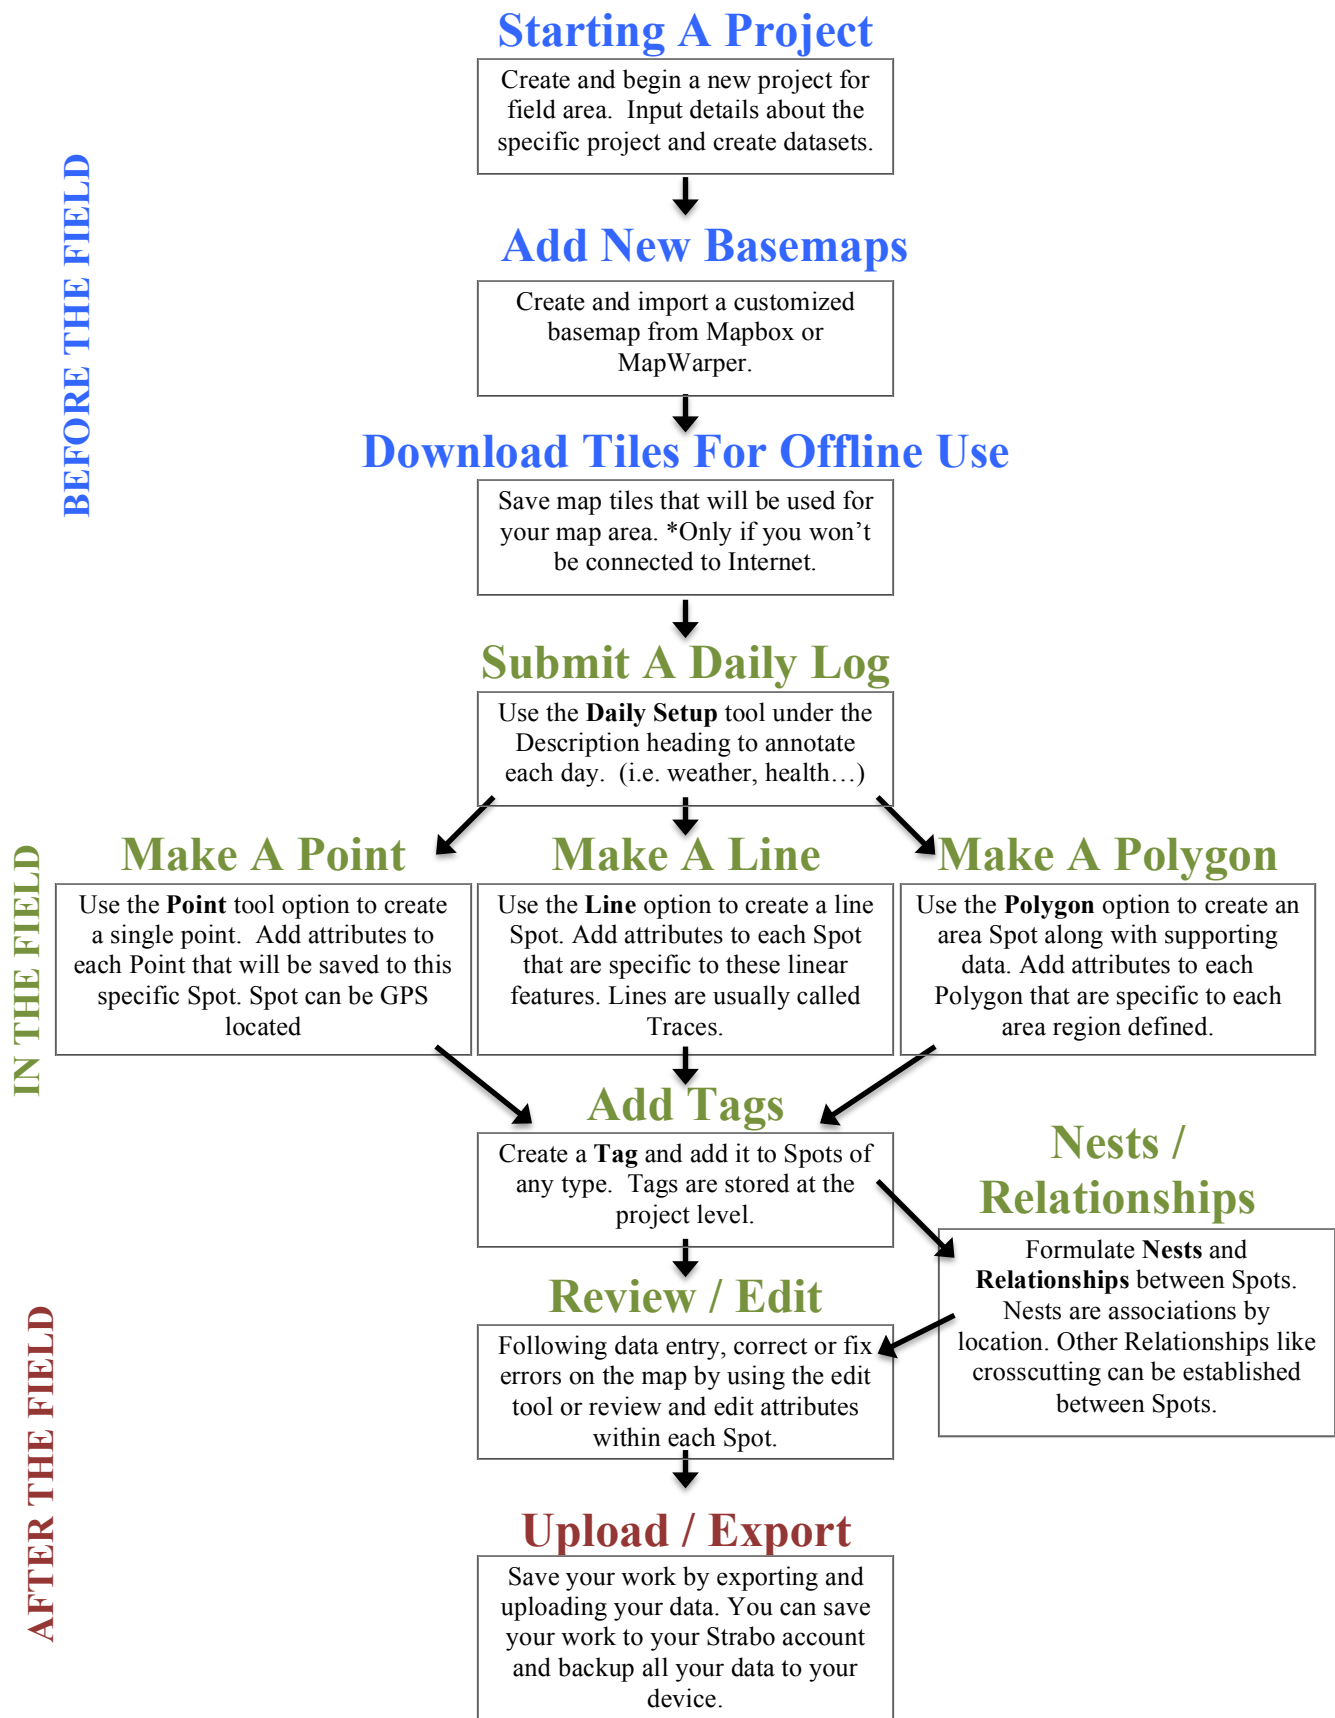 Starting A Project
Create and begin a new project for
field area.  Input details about the
specific project and create datasets.
BEFORE THE FIELD
Add New Basemaps
Create and import a customized
basemap from Mapbox or
MapWarper.
Download Tiles For Offline Use
Save map tiles that will be used for
your map area. *Only if you won’t
be connected to Internet.
Submit A Daily Log
Use the Daily Setup tool under the
Description heading to annotate
each day.  (i.e. weather, health…)
IN THE FIELD
Make A Point
Use the Point tool option to create
a single point.  Add attributes to
each Point that will be saved to this
specific Spot. Spot can be GPS
located
Make A Line
Use the Line option to create a line
Spot. Add attributes to each Spot
that are specific to these linear
features. Lines are usually called
Traces.
Make A Polygon
Use the Polygon option to create an
area Spot along with supporting
data. Add attributes to each
Polygon that are specific to each
area region defined.
Add Tags
Create a Tag and add it to Spots of
any type.  Tags are stored at the
project level.
Nests /
Relationships
Formulate Nests and
Relationships between Spots.
Nests are associations by
location. Other Relationships like
crosscutting can be established
between Spots.
Review / Edit
Following data entry, correct or fix
errors on the map by using the edit
tool or review and edit attributes
within each Spot.
AFTER THE FIELD
Upload / Export
Save your work by exporting and
uploading your data. You can save
your work to your Strabo account
and backup all your data to your
device.